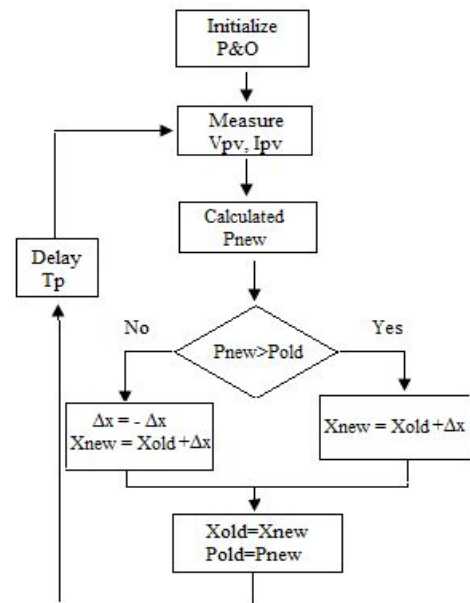 Initialize
P&O
Measure
Vpv, Ipv
Calculated
Pnew
Delay
Tp
No
Yes
Pnew>Pold
Δx = - Δx
Xnew = Xold +Δx
Xnew = Xold +Δx
Xold=Xnew
Pold=Pnew